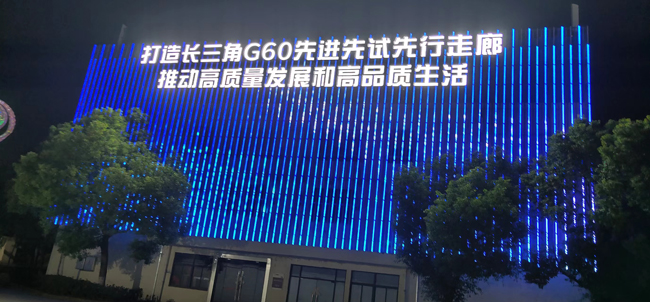 打造长三角G60先进先试先行走廊
推动高质量发展和高品质生活